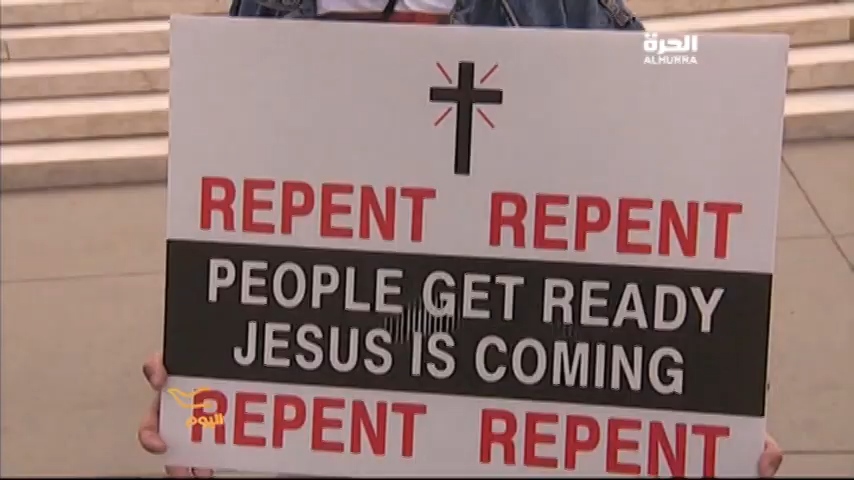 الحرة
ALHURRA
REPENT REPENT
PEOPLE GET READY
JESUS IS COMING
REPENT REPENT
اليوم